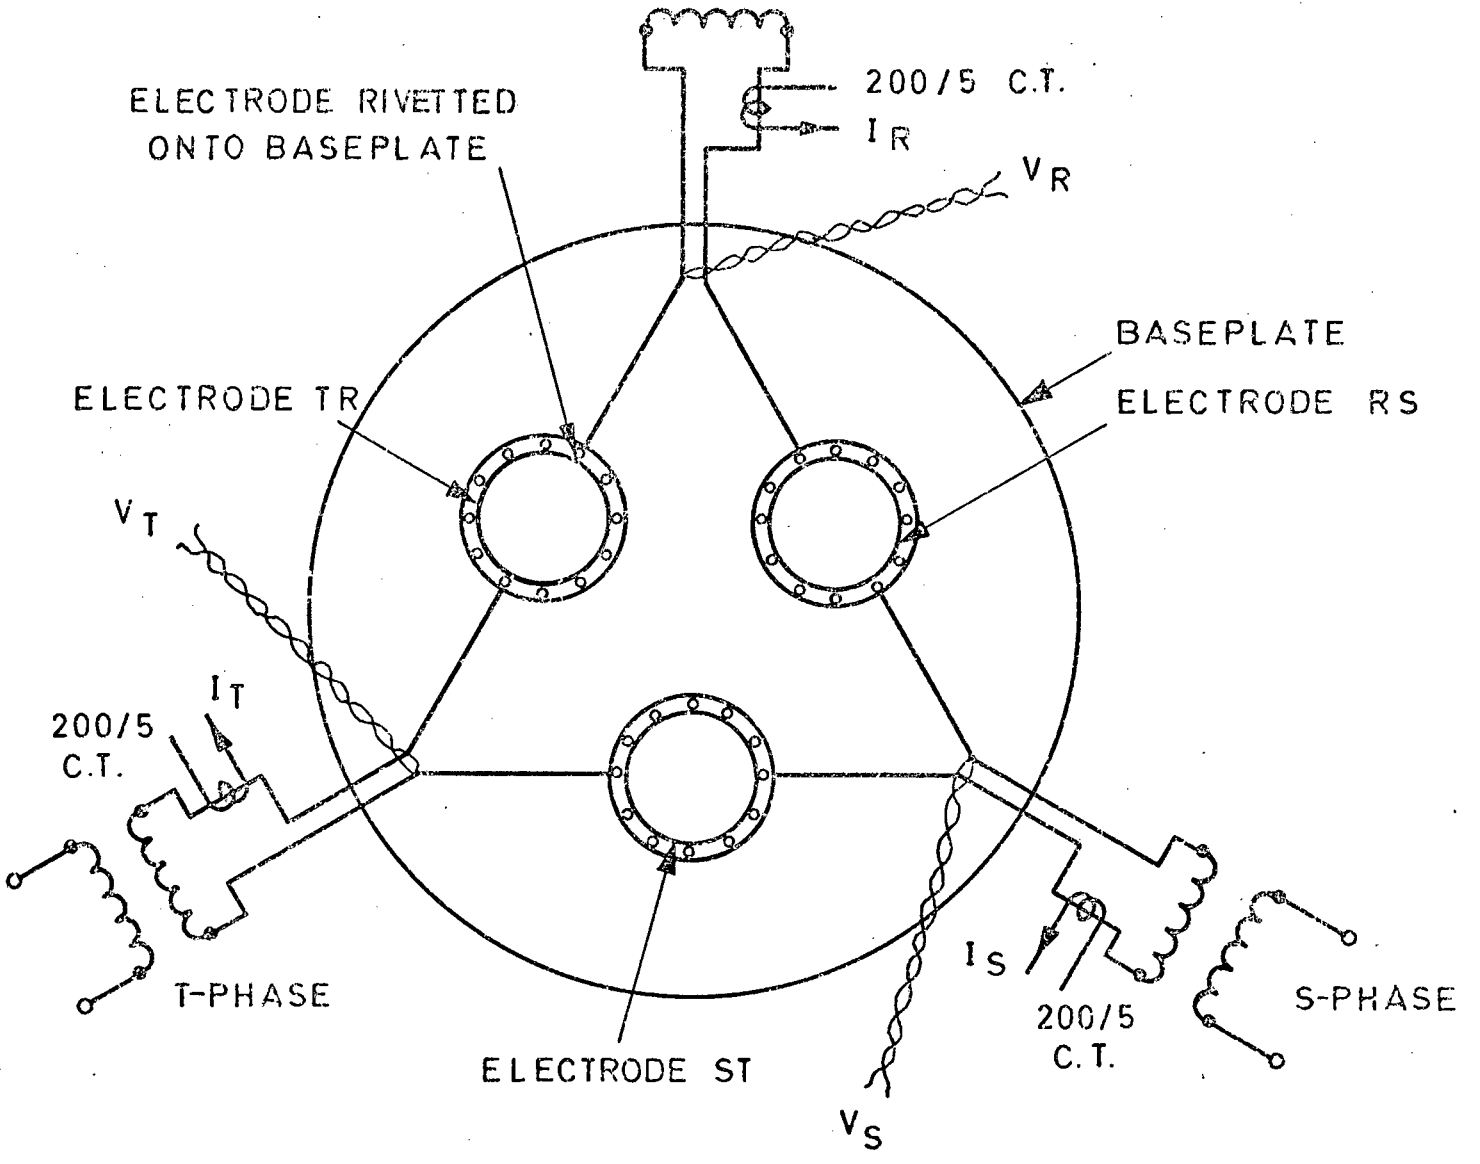 200/5 C.T.
I R
ELECTRODE RIVETTED
ONTO BASEPLATE
V R
BASEPLATE
ELECTRODE TR
ELECTRODE RS
V T
I T
200/5
C.T.
T-PHASE
I S
200/5
C.T.
S-PHASE
ELECTRODE ST
V S